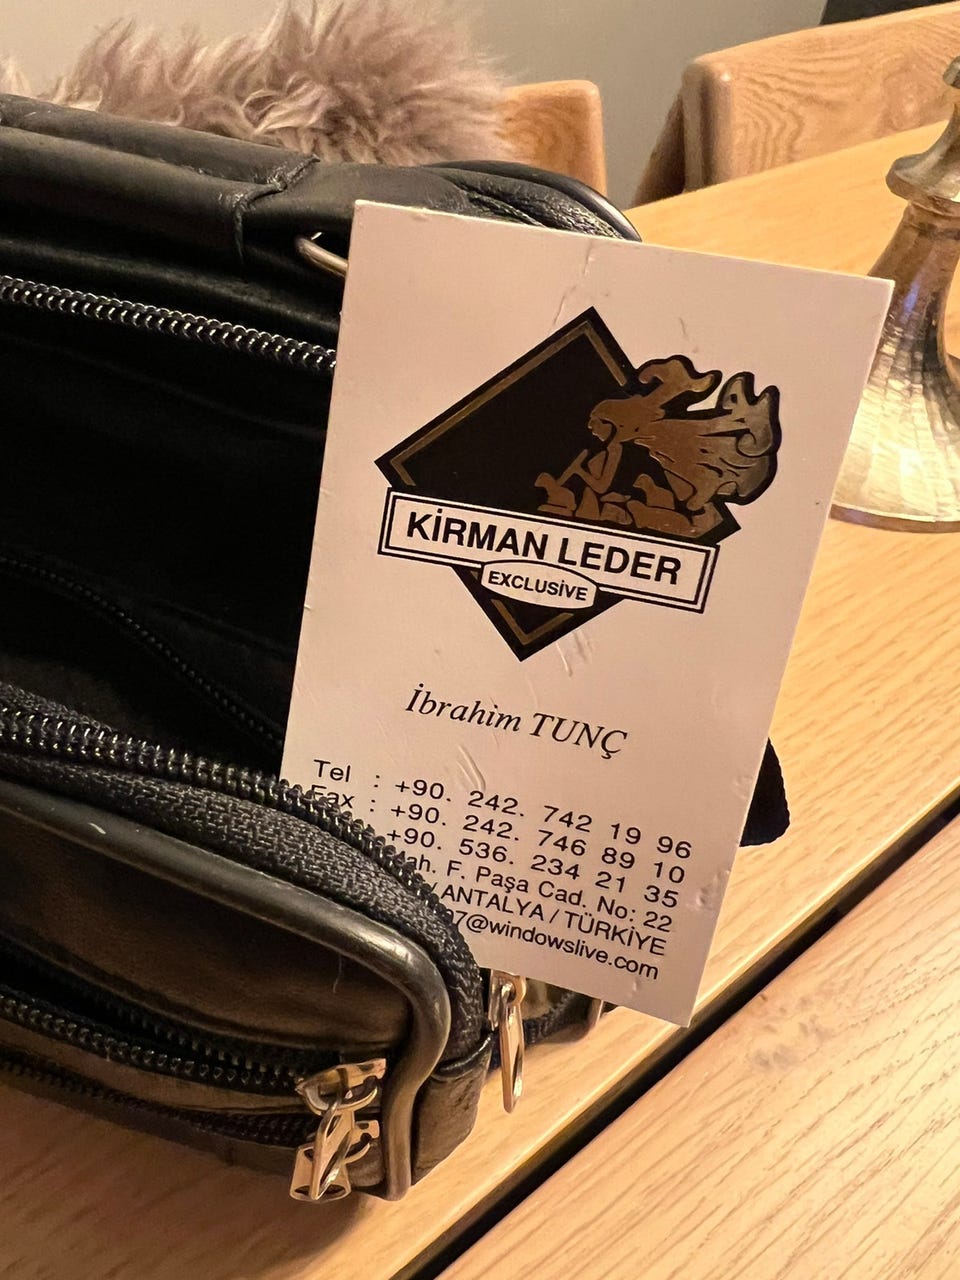 KİRMAN LEDER
EXCLUSİVE
İbrahim TUNÇ
Tel : +90. 242. 742 19 96
Fax : +90. 242. 746 89 10
+90. 536. 234 21 35
F. Paşa Cad. No: 22
/ ANTALYA / TÜRKİYE
7@windowslive.com